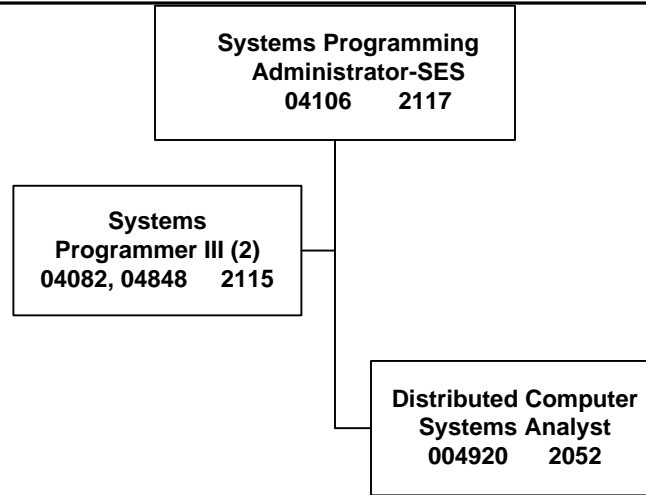 Systems Programming
Administrator-SES
04106 2117
Systems
Programmer III (2)
04082, 04848 2115
Distributed Computer
Systems Analyst
004920 2052